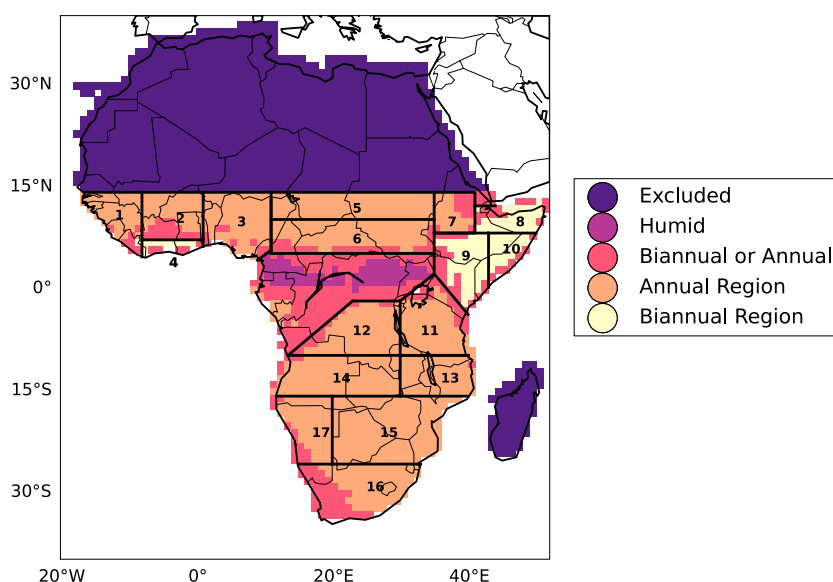 30°N
15°N
0°
15°S
30°S
20°W 0° 20°E 40°E
1
2
3
4
5
6
7
8
9
10
11
12
13
14
15
16
17
Excluded
Humid
Biannual or Annual
Annual Region
Biannual Region